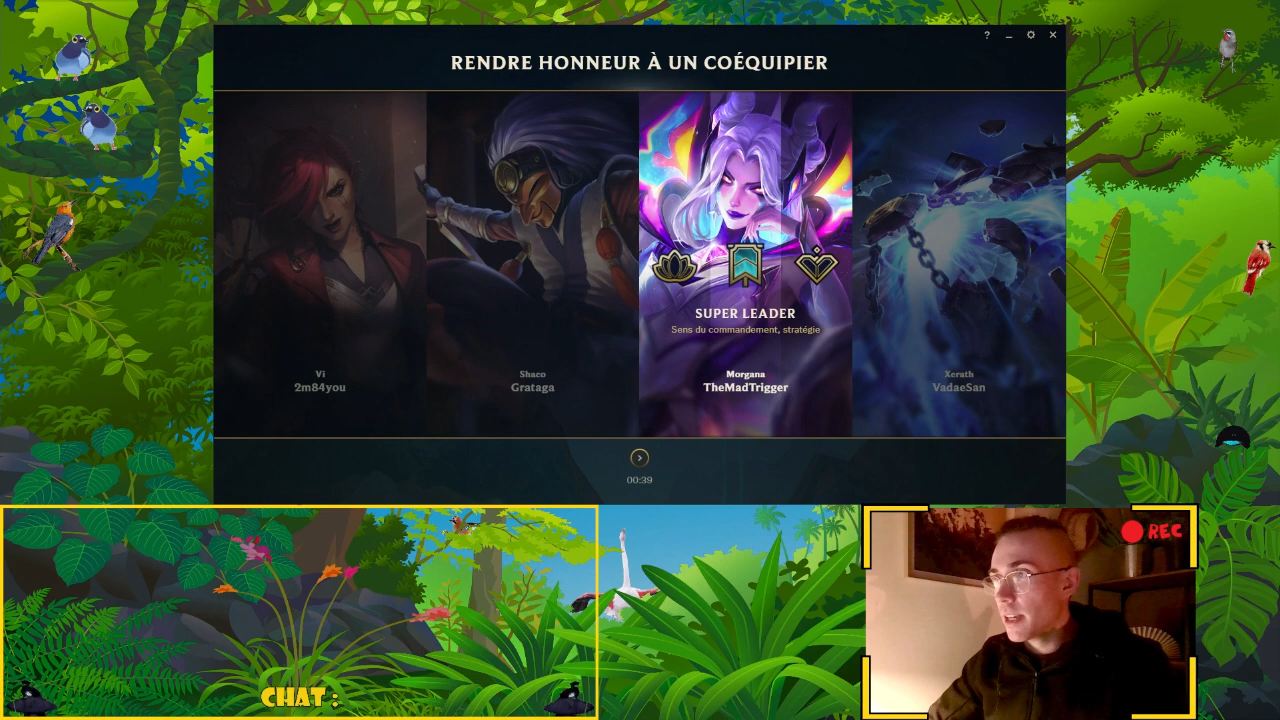 ?
RENDRE HONNEUR À UN COÉQUIPIER
SUPER LEADER
Sens du commandement, stratégie
Vi
2m84you
Shaco
Grataga
Morgana
TheMadTrigger
Xerath
VadaeSan
00:39
REC
CHAT :